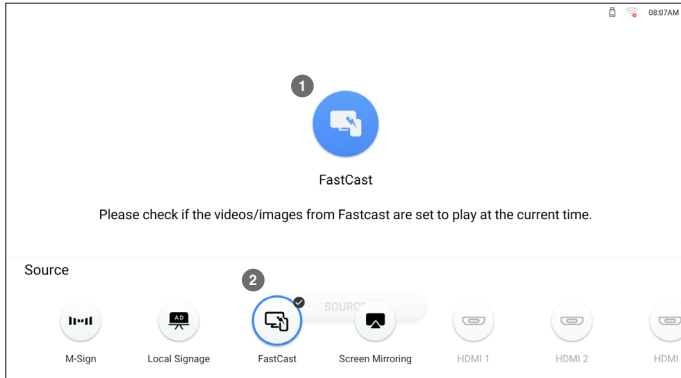 08:07AM
1
FastCast
Please check if the videos/images from Fastcast are set to play at the current time.
Source
2
SOURC
AD
M-Sign
Local Signage
FastCast
Screen Mirroring
HDMI 1
HDMI 2
HDMI